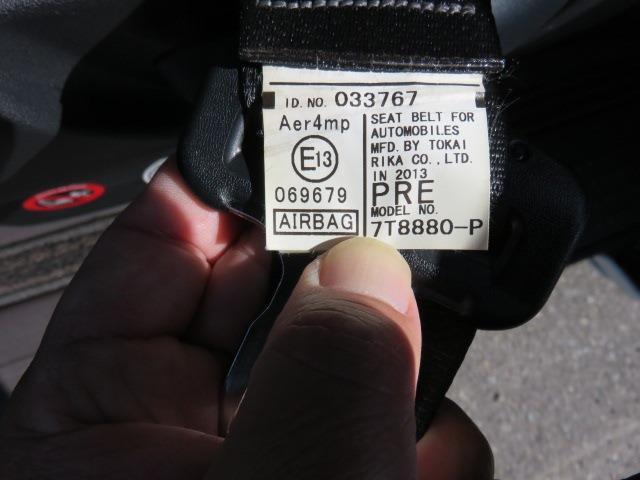 ID. NO. 033767
Aer4mp
E13
069679
AIRBAG
SEAT BELT FOR
AUTOMOBILES
MFD. BY TOKAI
RIKA CO., LTD.
IN 2013
PRE
MODEL NO.
7T8880-P